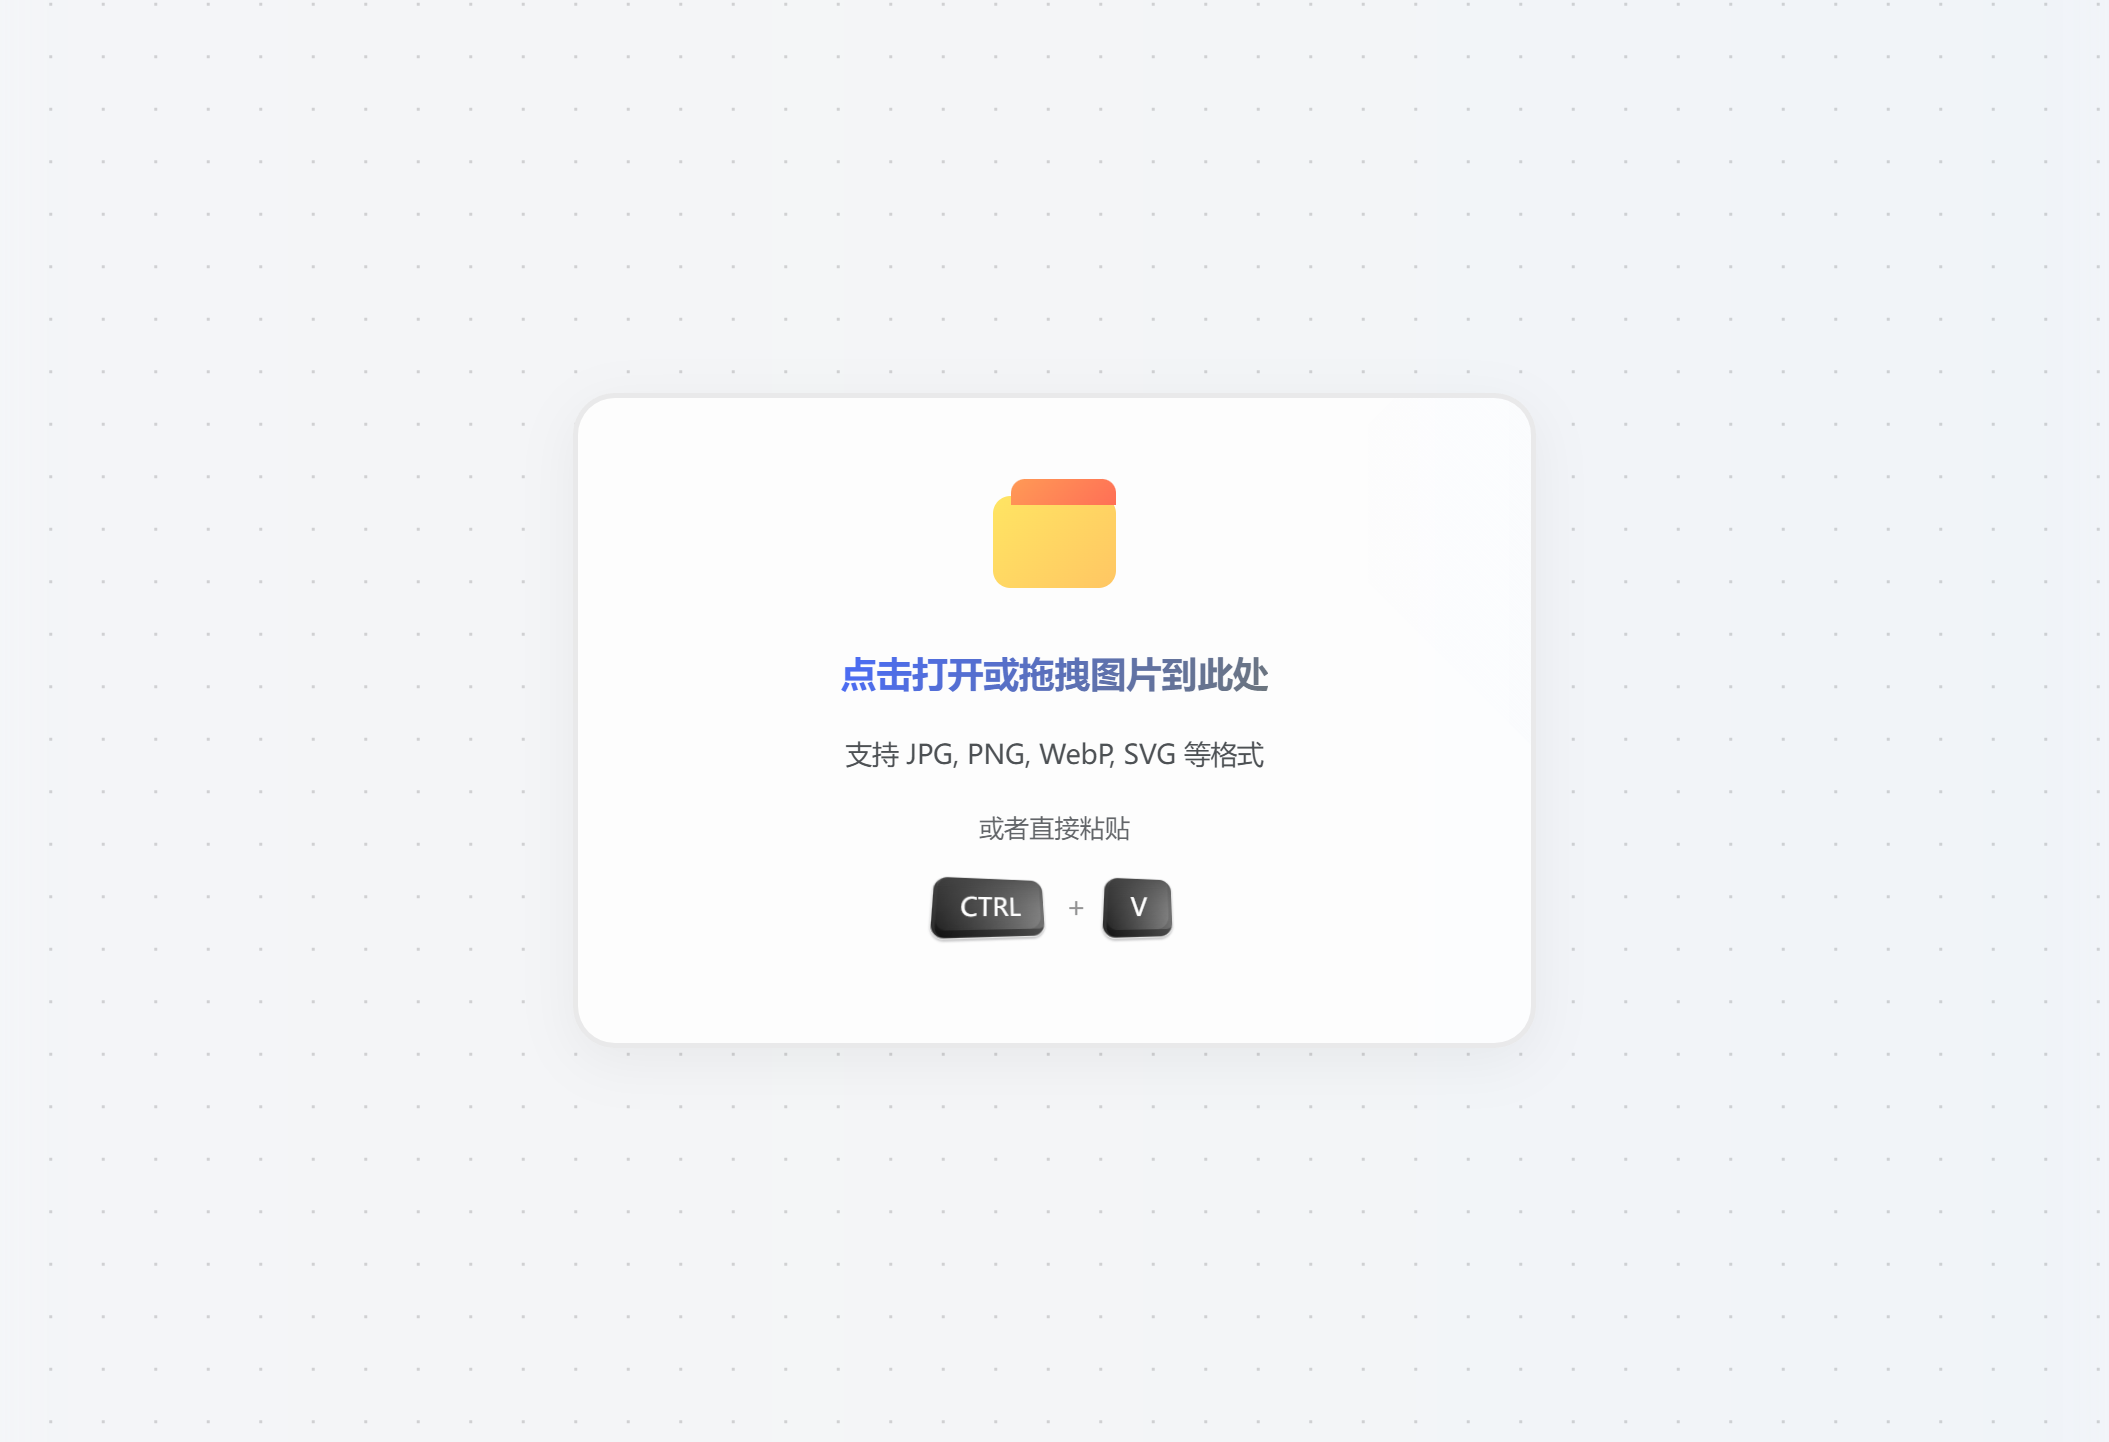 点击打开或拖拽图片到此处
支持 JPG, PNG, WebP, SVG 等格式
或者直接粘贴
CTRL + V